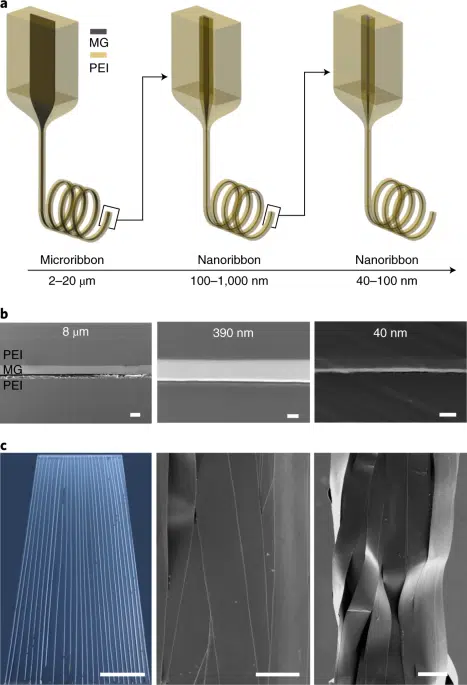 a
MG
PEI
Microribbon
Nanoribbon
Nanoribbon
2–20 μm
100–1,000 nm
40–100 nm
b
8 μm
390 nm
40 nm
PEI
MG
PEI
c